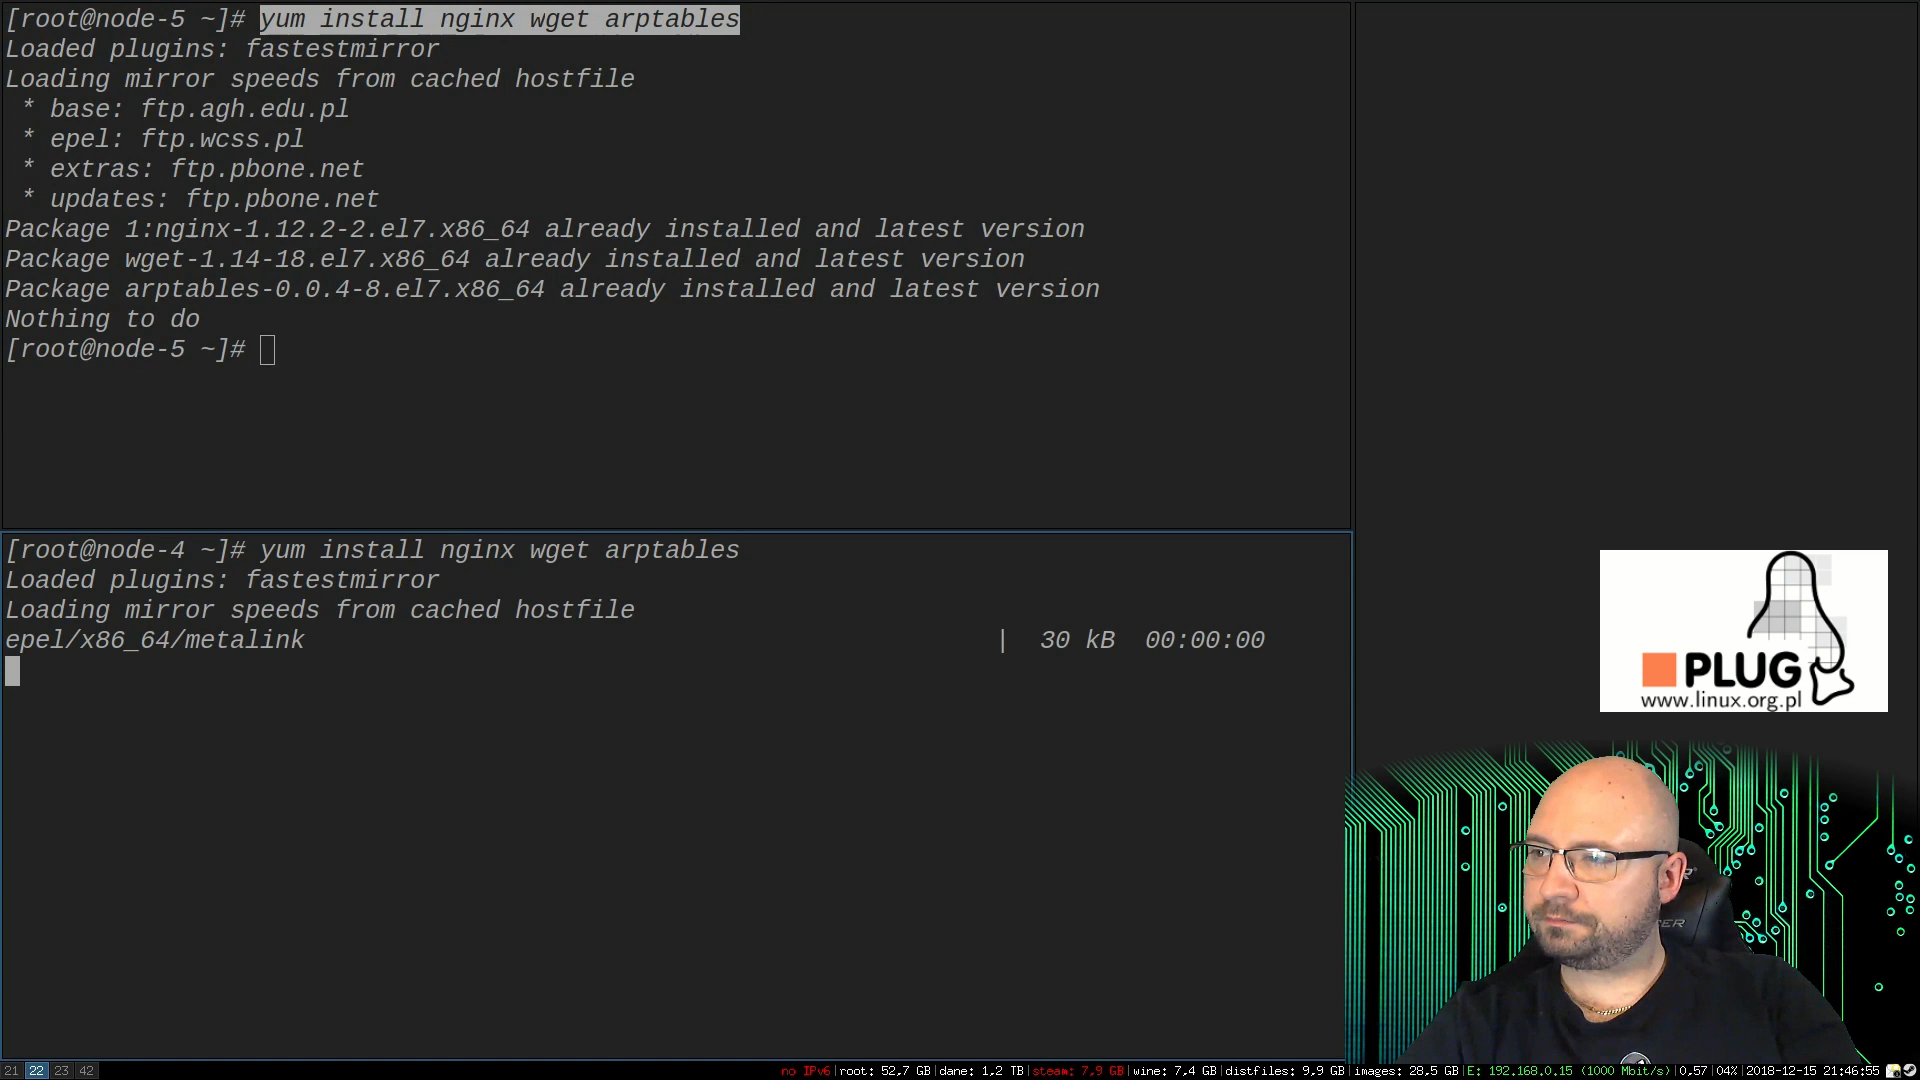 [root@node-5 ~]# yum install nginx wget arptables
Loaded plugins: fastestmirror
Loading mirror speeds from cached hostfile
 * base: ftp.agh.edu.pl
 * epel: ftp.wcss.pl
 * extras: ftp.pbone.net
 * updates: ftp.pbone.net
Package 1:nginx-1.12.2-2.el7.x86_64 already installed and latest version
Package wget-1.14-18.el7.x86_64 already installed and latest version
Package arptables-0.0.4-8.el7.x86_64 already installed and latest version
Nothing to do
[root@node-5 ~]#
[root@node-4 ~]# yum install nginx wget arptables
Loaded plugins: fastestmirror
Loading mirror speeds from cached hostfile
epel/x86_64/metalink | 30 kB 00:00:00
PLUG
www.linux.org.pl
21 22 23 42
no IPv6|root: 52,7 GB|dane: 1,2 TB|steam: 7,9 GB|wine: 7,4 GB|distfiles: 9,9 GB|images: 28,5 GB|E: 192.168.0.15 (1000 Mbit/s)|0,57|04%|2018-12-15 21:46:55